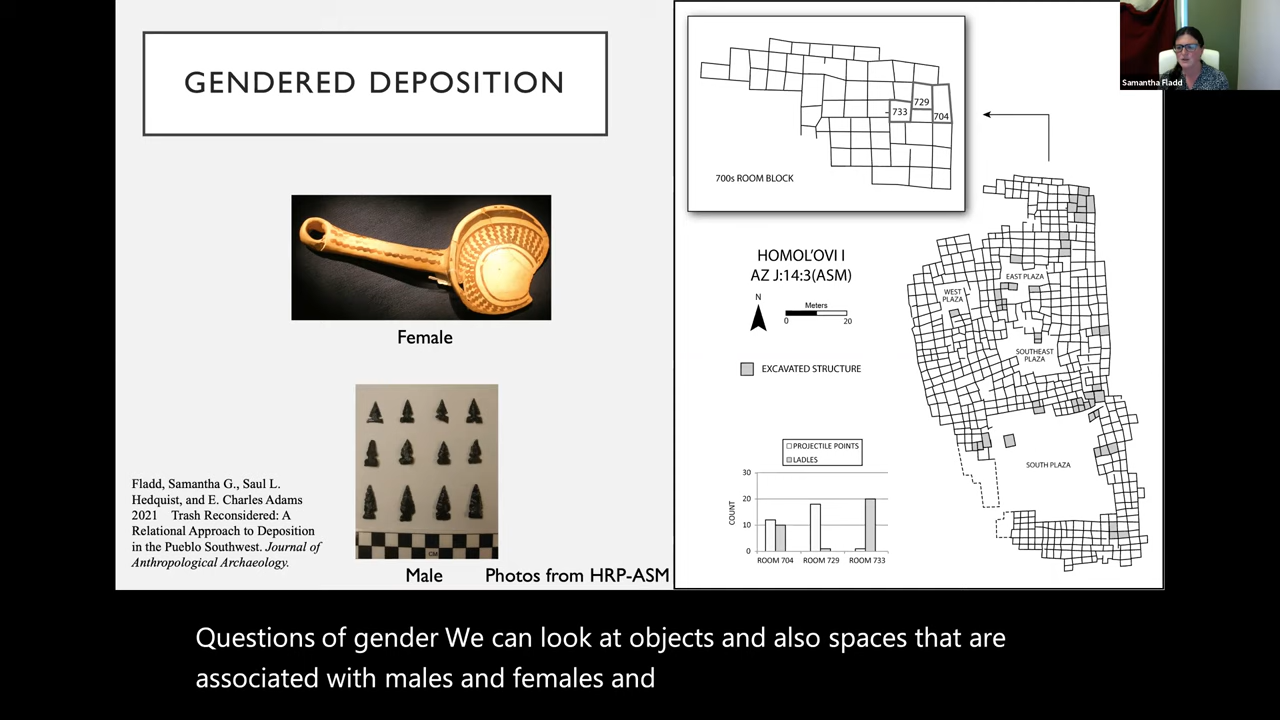 GENDERED DEPOSITION
Female
Fladd, Samantha G., Saul L.
Hedquist, and E. Charles Adams
2021 Trash Reconsidered: A
Relational Approach to Deposition
in the Pueblo Southwest. Journal of
Anthropological Archaeology.
CM
Male
Photos from HRP-ASM
733
729
704
700s ROOM BLOCK
HOMOL'OVI I
AZ J:14:3(ASM)
N
Meters
0 20
EXCAVATED STRUCTURE
WEST
PLAZA
EAST PLAZA
SOUTHEAST
PLAZA
SOUTH PLAZA
PROJECTILE POINTS
LADLES
COUNT
30
20
10
0
ROOM 704 ROOM 729 ROOM 733
Samantha Fladd
Questions of gender We can look at objects and also spaces that are
associated with males and females and